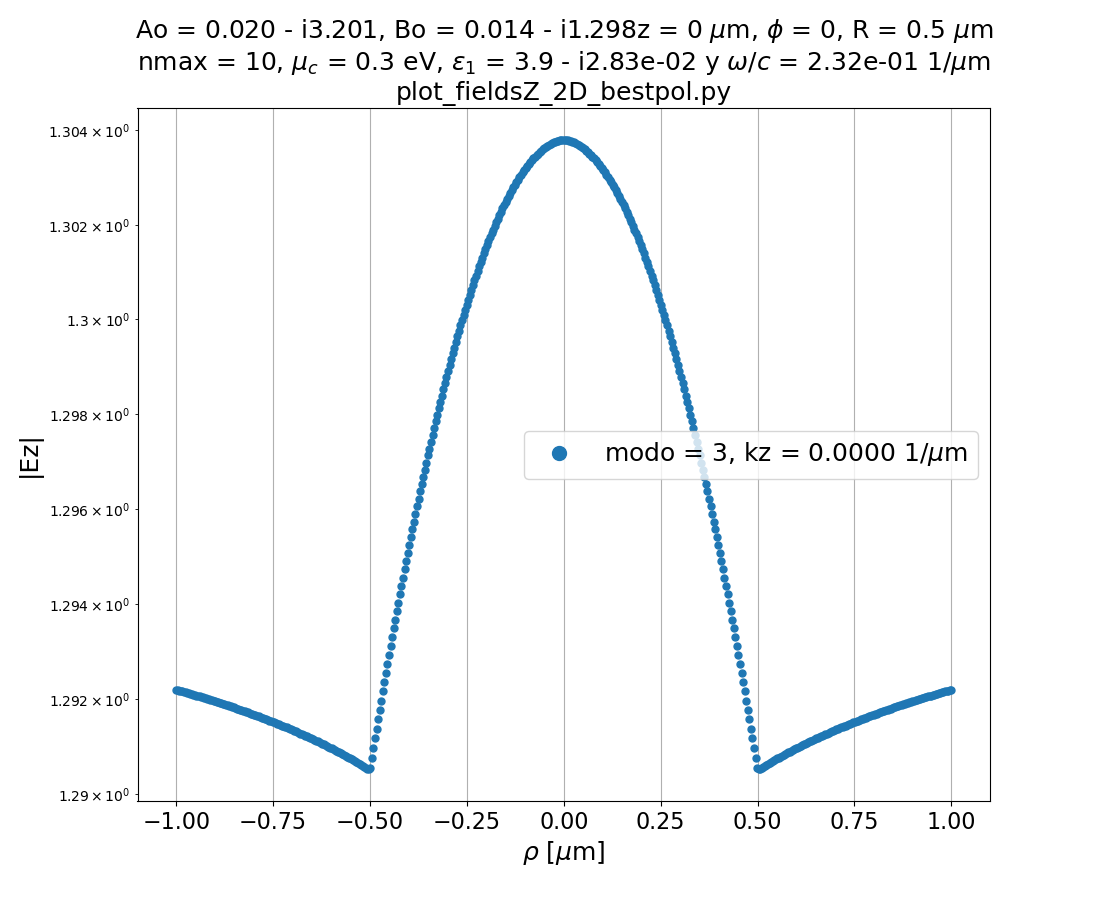 Ao = 0.020 - i3.201, Bo = 0.014 - i1.298z = 0 μm, ϕ = 0, R = 0.5 μm
nmax = 10, μ_c = 0.3 eV, ε₁ = 3.9 - i2.83e-02 y ω/c = 2.32e-01 1/μm
plot_fieldsZ_2D_bestpol.py
1.304 × 10⁰
1.302 × 10⁰
1.3 × 10⁰
1.298 × 10⁰
1.296 × 10⁰
1.294 × 10⁰
1.292 × 10⁰
1.29 × 10⁰
|Ez|
modo = 3, kz = 0.0000 1/μm
−1.00 −0.75 −0.50 −0.25 0.00 0.25 0.50 0.75 1.00
ρ [μm]